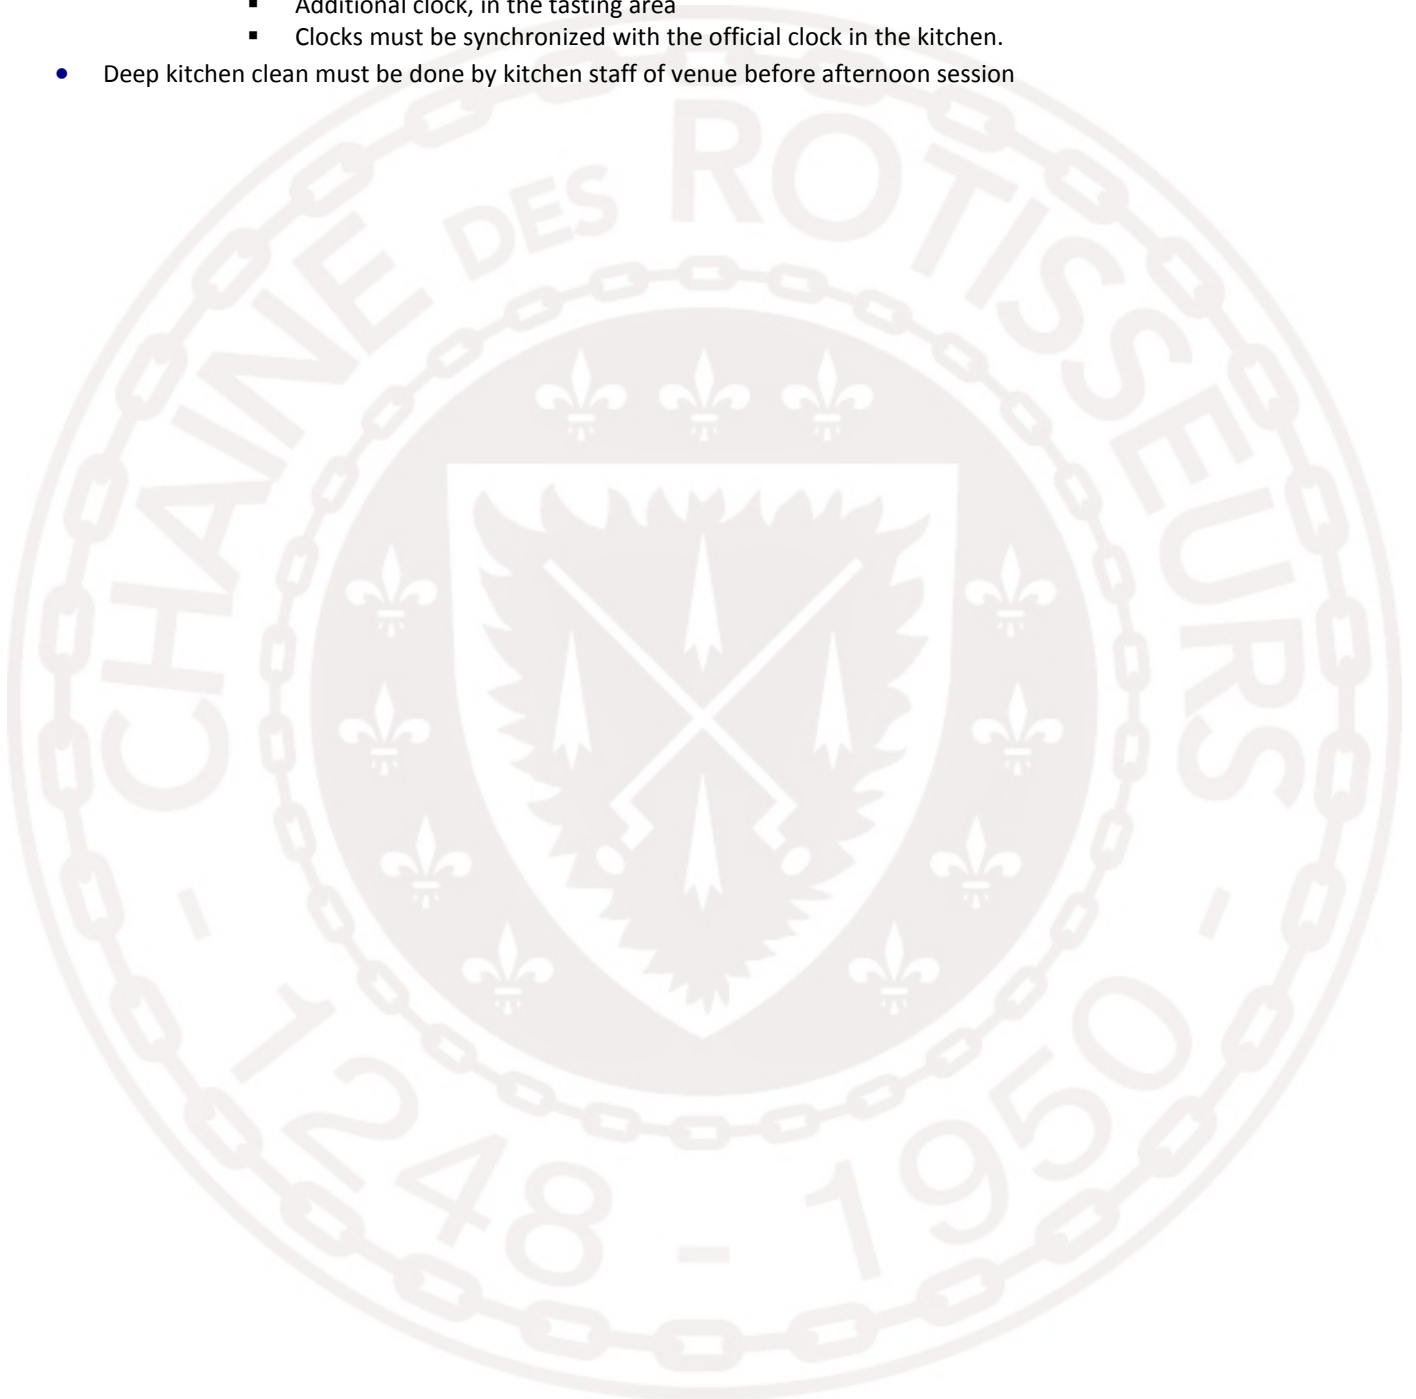 ▪ Additional clock, in the tasting area
▪ Clocks must be synchronized with the official clock in the kitchen.
• Deep kitchen clean must be done by kitchen staff of venue before afternoon session
CHAINE DES ROTISSEURS
- 1248 - 1950 -